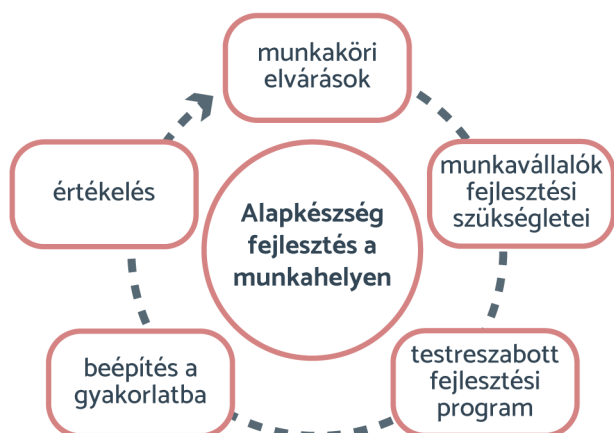 munkaköri
elvárások
munkavállalók
fejlesztési
szükségletei
testreszabott
fejlesztési
program
beépítés a
gyakorlatba
értékelés
Alapkészség
fejlesztés a
munkahelyen